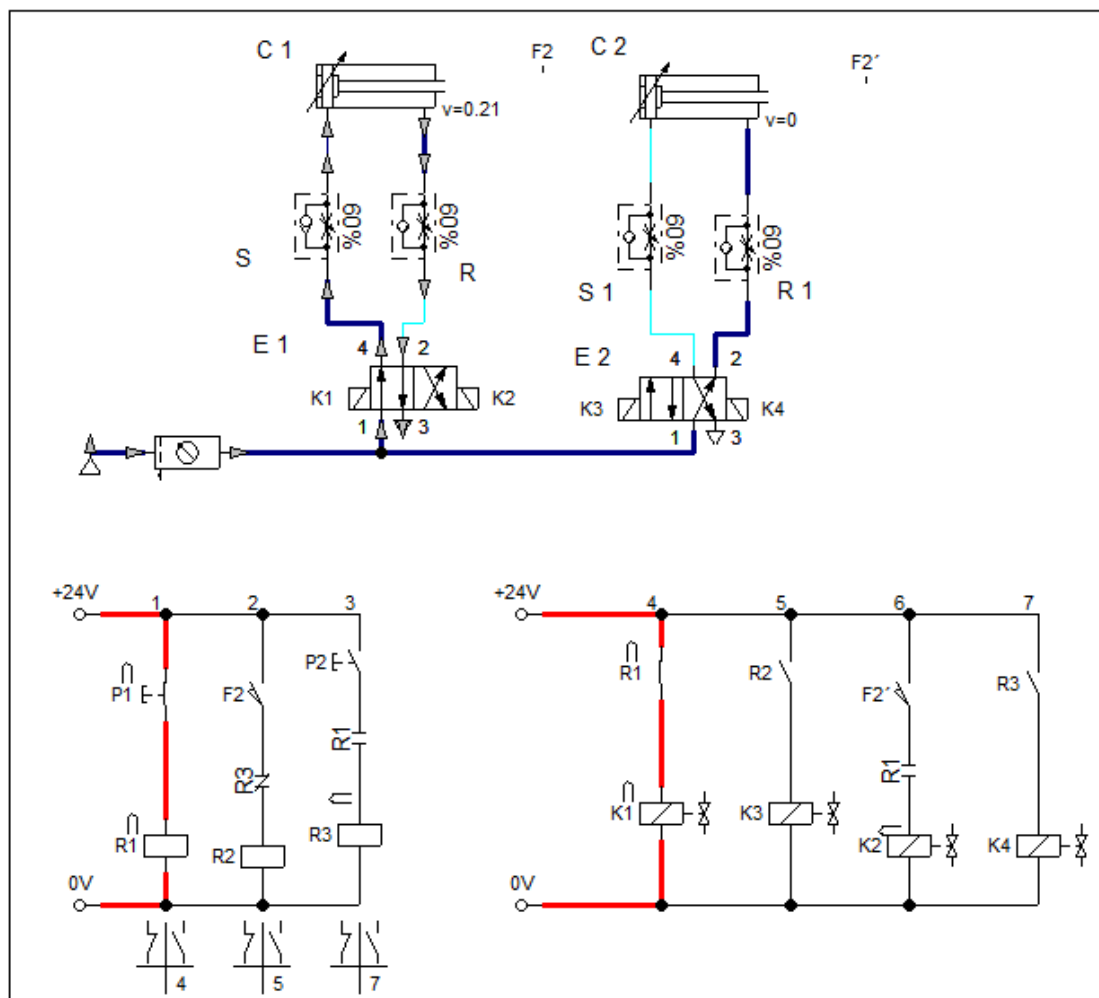 C 1
F2
C 2
F2´
v=0.21
v=0
60%
60%
60%
60%
S
R
S 1
R 1
E 1
4
2
E 2
4
2
K1
K2
K3
K4
1
3
1
3
+24V
1
2
3
+24V
4
5
6
7
P1
F2
P2
R1
R2
F2´
R3
R3
R1
R1
R1
R2
R3
K1
K3
K2
K4
0V
0V
4
5
7